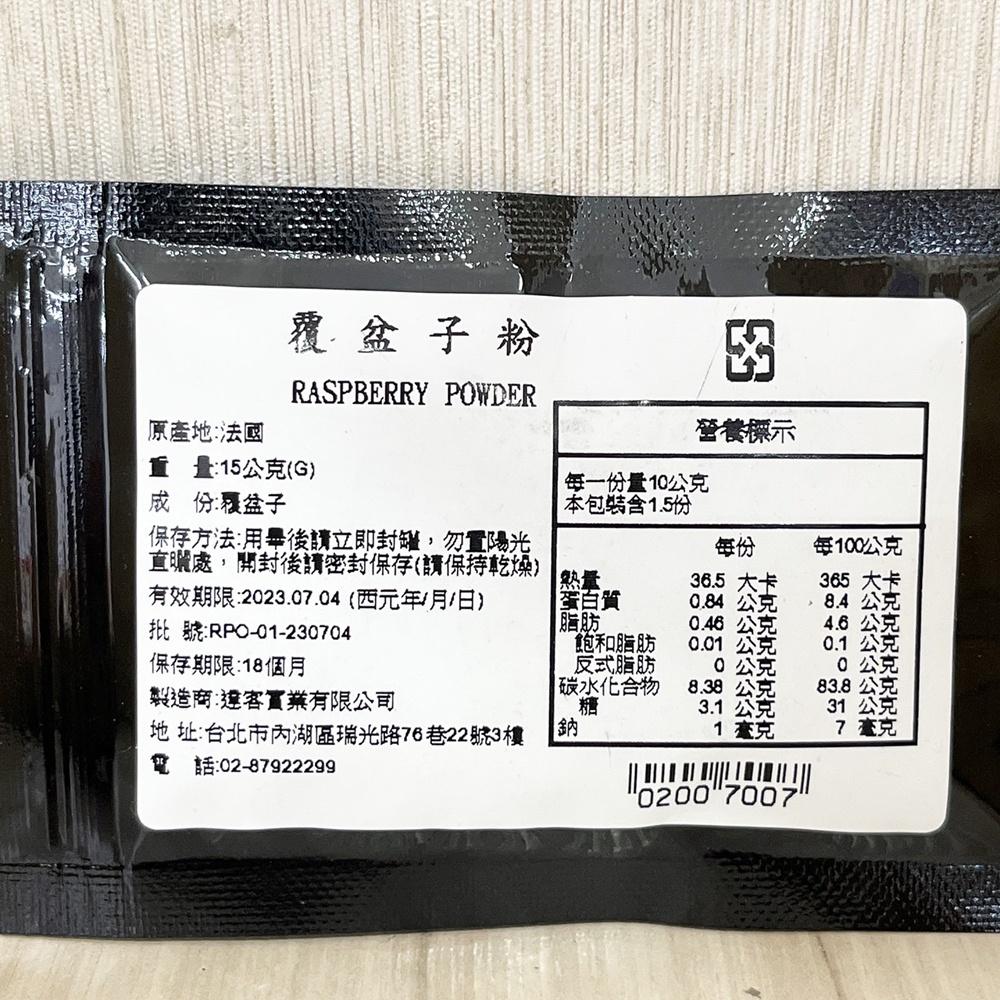 覆盆子粉
RASPBERRY POWDER
原產地:法國
重 量:15公克(G)
成 份:覆盆子
保存方法:用畢後請立即封罐，勿置陽光
直曬處，開封後請密封保存(請保持乾燥)
有效期限:2023.07.04 (西元年/月/日)
批 號:RPO-01-230704
保存期限:18個月
製造商:達客實業有限公司
地 址:台北市內湖區瑞光路76巷22號3樓
電 話:02-87922299
營養標示
每一份量10公克
本包裝含1.5份
每份 每100公克
熱量 36.5 大卡 365 大卡
蛋白質 0.84 公克 8.4 公克
脂肪 0.46 公克 4.6 公克
飽和脂肪 0.01 公克 0.1 公克
反式脂肪 0 公克 0 公克
碳水化合物 8.38 公克 83.8 公克
糖 3.1 公克 31 公克
鈉 1 毫克 7 毫克
0200 7007